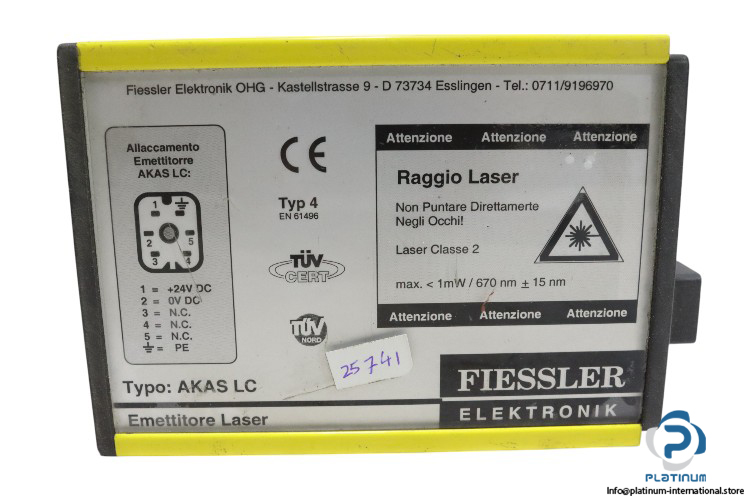 Fiessler Elektronik OHG - Kastellstrasse 9 - D 73734 Esslingen - Tel.: 0711/9196970
Allaccamento
Emettitorre
AKAS LC:
1
2
5
3
4
1 = +24V DC
2 = 0V DC
3 = N.C.
4 = N.C.
5 = N.C.
= PE
CE
Typ 4
EN 61496
TÜV
CERT
TÜV
NORD
Attenzione Attenzione Attenzione
Raggio Laser
Non Puntare Direttamerte
Negli Occhi!
Laser Classe 2
max. < 1mW / 670 nm ± 15 nm
Attenzione Attenzione Attenzione
25741
Typo: AKAS LC
Emettitore Laser
FIESSLER
ELEKTRONIK
PLATINUM
Info@platinum-international.store